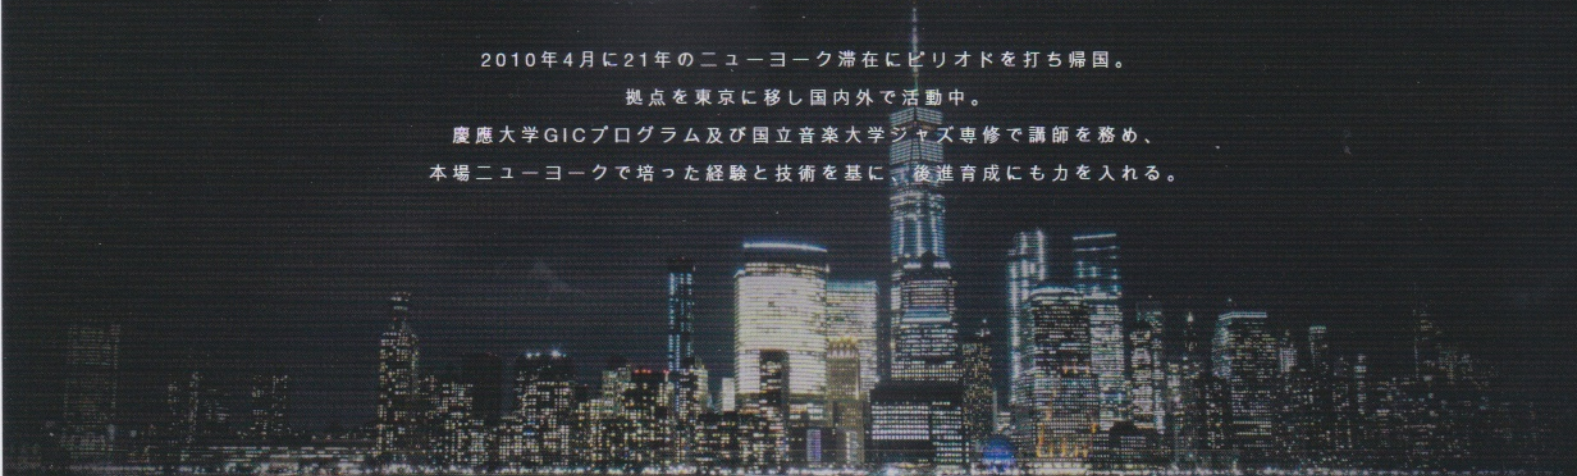 2010年4月に21年のニューヨーク滞在にピリオドを打ち帰国。
拠点を東京に移し国内外で活動中。
慶應大学GICプログラム及び国立音楽大学ジャズ専修で講師を務め、
本場ニューヨークで培った経験と技術を基に、後進育成にも力を入れる。